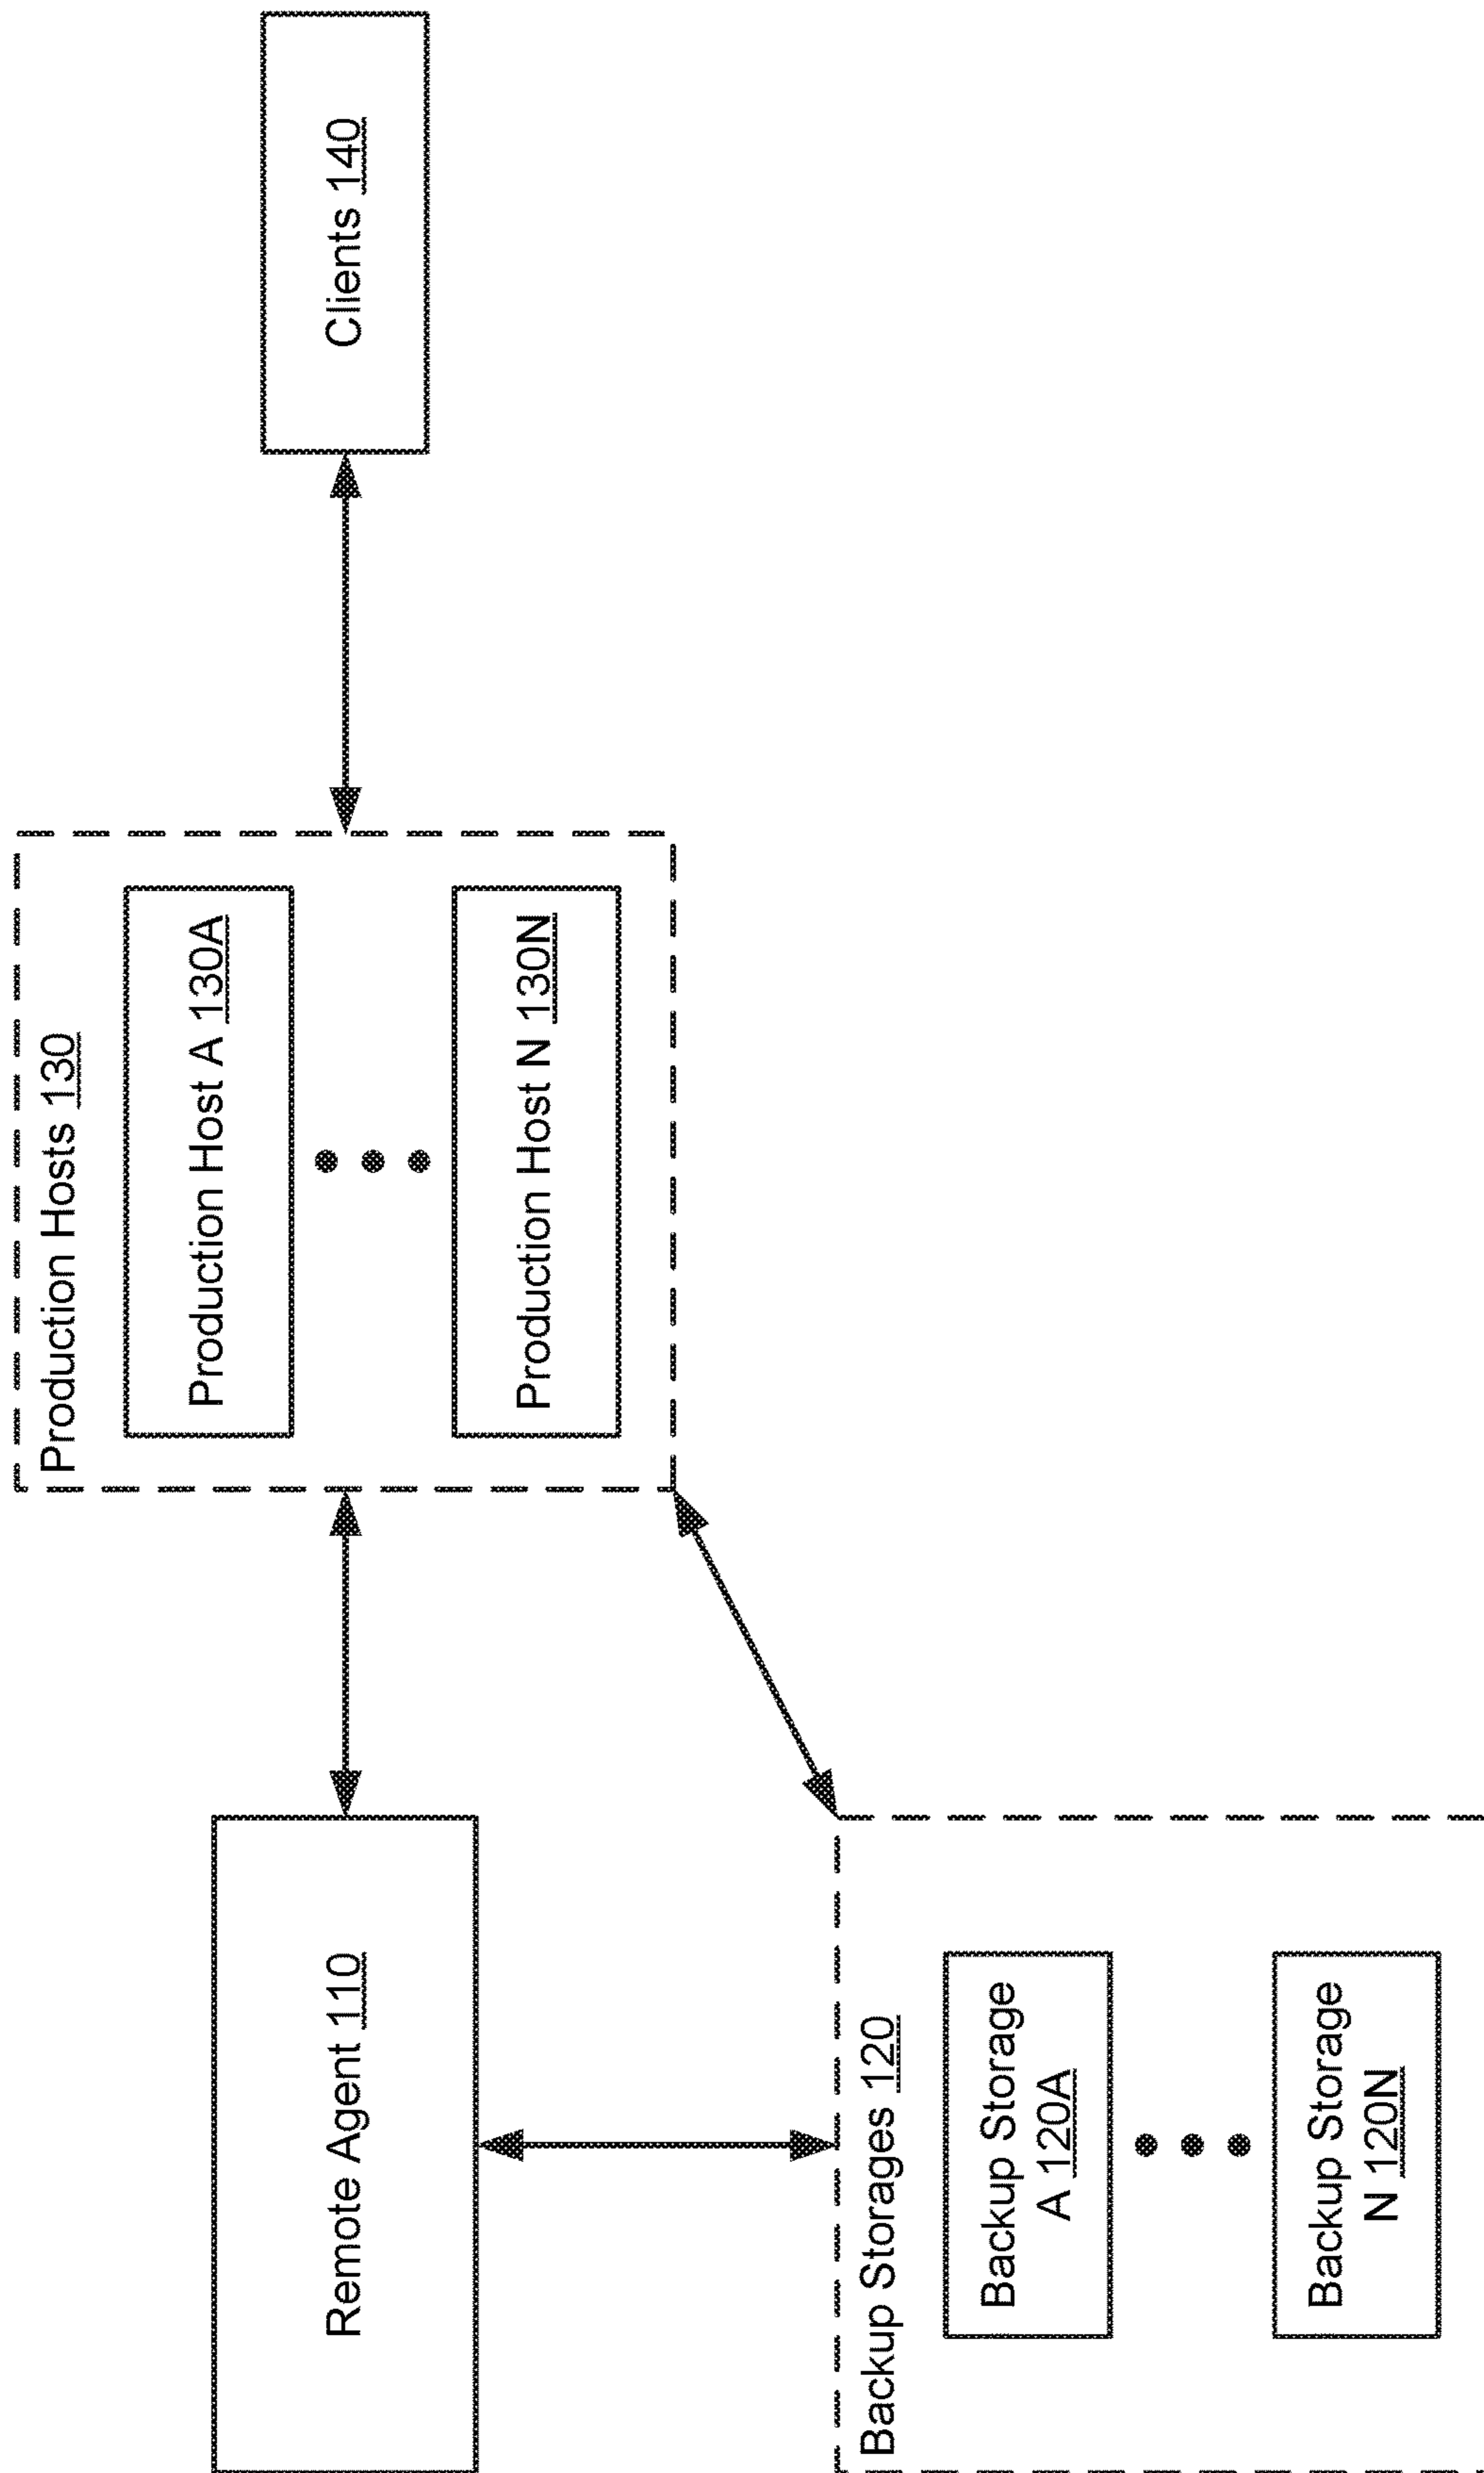 Remote Agent 110
Production Hosts 130
Production Host A 130A
Production Host N 130N
Clients 140
Backup Storages 120
Backup Storage
A 120A
Backup Storage
N 120N